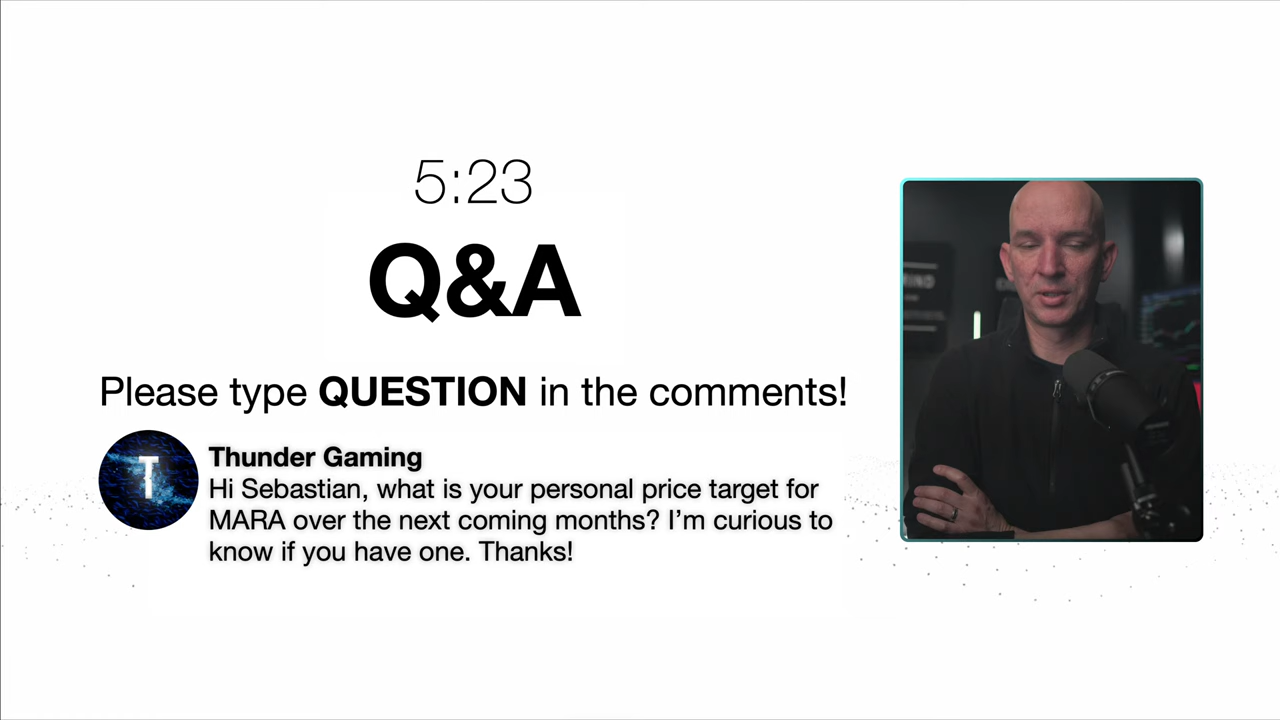 5:23
Q&A
Please type QUESTION in the comments!
T
Thunder Gaming
Hi Sebastian, what is your personal price target for
MARA over the next coming months? I’m curious to
know if you have one. Thanks!